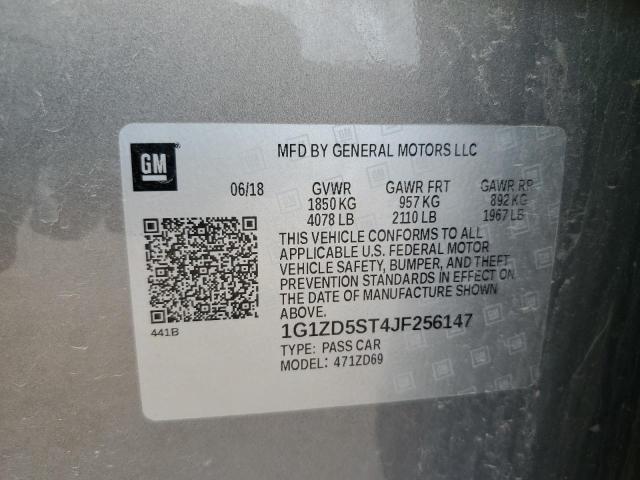 GM
MFD BY GENERAL MOTORS LLC
06/18 GVWR GAWR FRT GAWR RR
1850 KG 957 KG 892 KG
4078 LB 2110 LB 1967 LB
THIS VEHICLE CONFORMS TO ALL
APPLICABLE U.S. FEDERAL MOTOR
VEHICLE SAFETY, BUMPER, AND THEFT
PREVENTION STANDARDS IN EFFECT ON
THE DATE OF MANUFACTURE SHOWN
ABOVE.
441B
1G1ZD5ST4JF256147
TYPE: PASS CAR
MODEL: 471ZD69